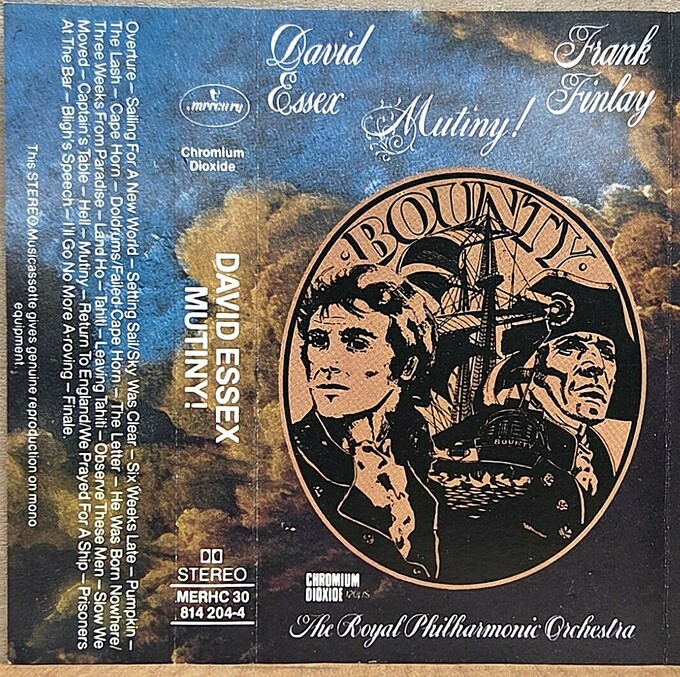 Overture – Sailing For A New World – Setting Sail/Sky Was Clear – Six Weeks Late – Pumpkin –
The Lash – Cape Horn – Doldrums/Failed Cape Horn – The Letter – He Was Born Nowhere/
Three Weeks From Paradise – Land Ho – Tahiti – Leaving Tahiti – Observe These Men – Slow We
Moved – Captain's Table – Hell – Mutiny – Return To England/We Prayed For A Ship – Prisoners
At The Bar – Bligh's Speech – I'll Go No More A-roving – Finale.
This STEREO Musicassette gives genuine reproduction on mono
equipment.
mercury
Chromium
Dioxide
DAVID ESSEX
MUTINY!
STEREO
MERHC 30
814 204-4
David
Essex
Frank
Finlay
Mutiny!
BOUNTY
BOUNTY
CHROMIUM
DIOXIDE 120µS
The Royal Philharmonic Orchestra